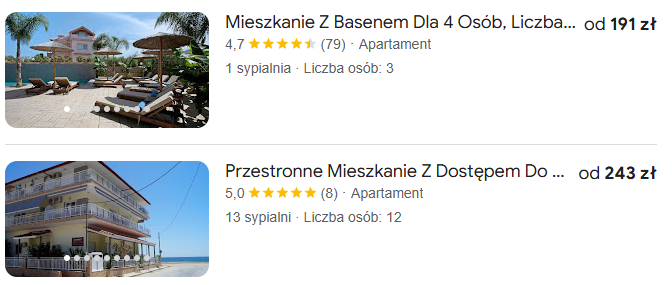 Mieszkanie Z Basenem Dla 4 Osób, Liczba... od 191 zł
4,7 (79) · Apartament
1 sypialnia · Liczba osób: 3
Przestronne Mieszkanie Z Dostępem Do ... od 243 zł
5,0 (8) · Apartament
13 sypialni · Liczba osób: 12